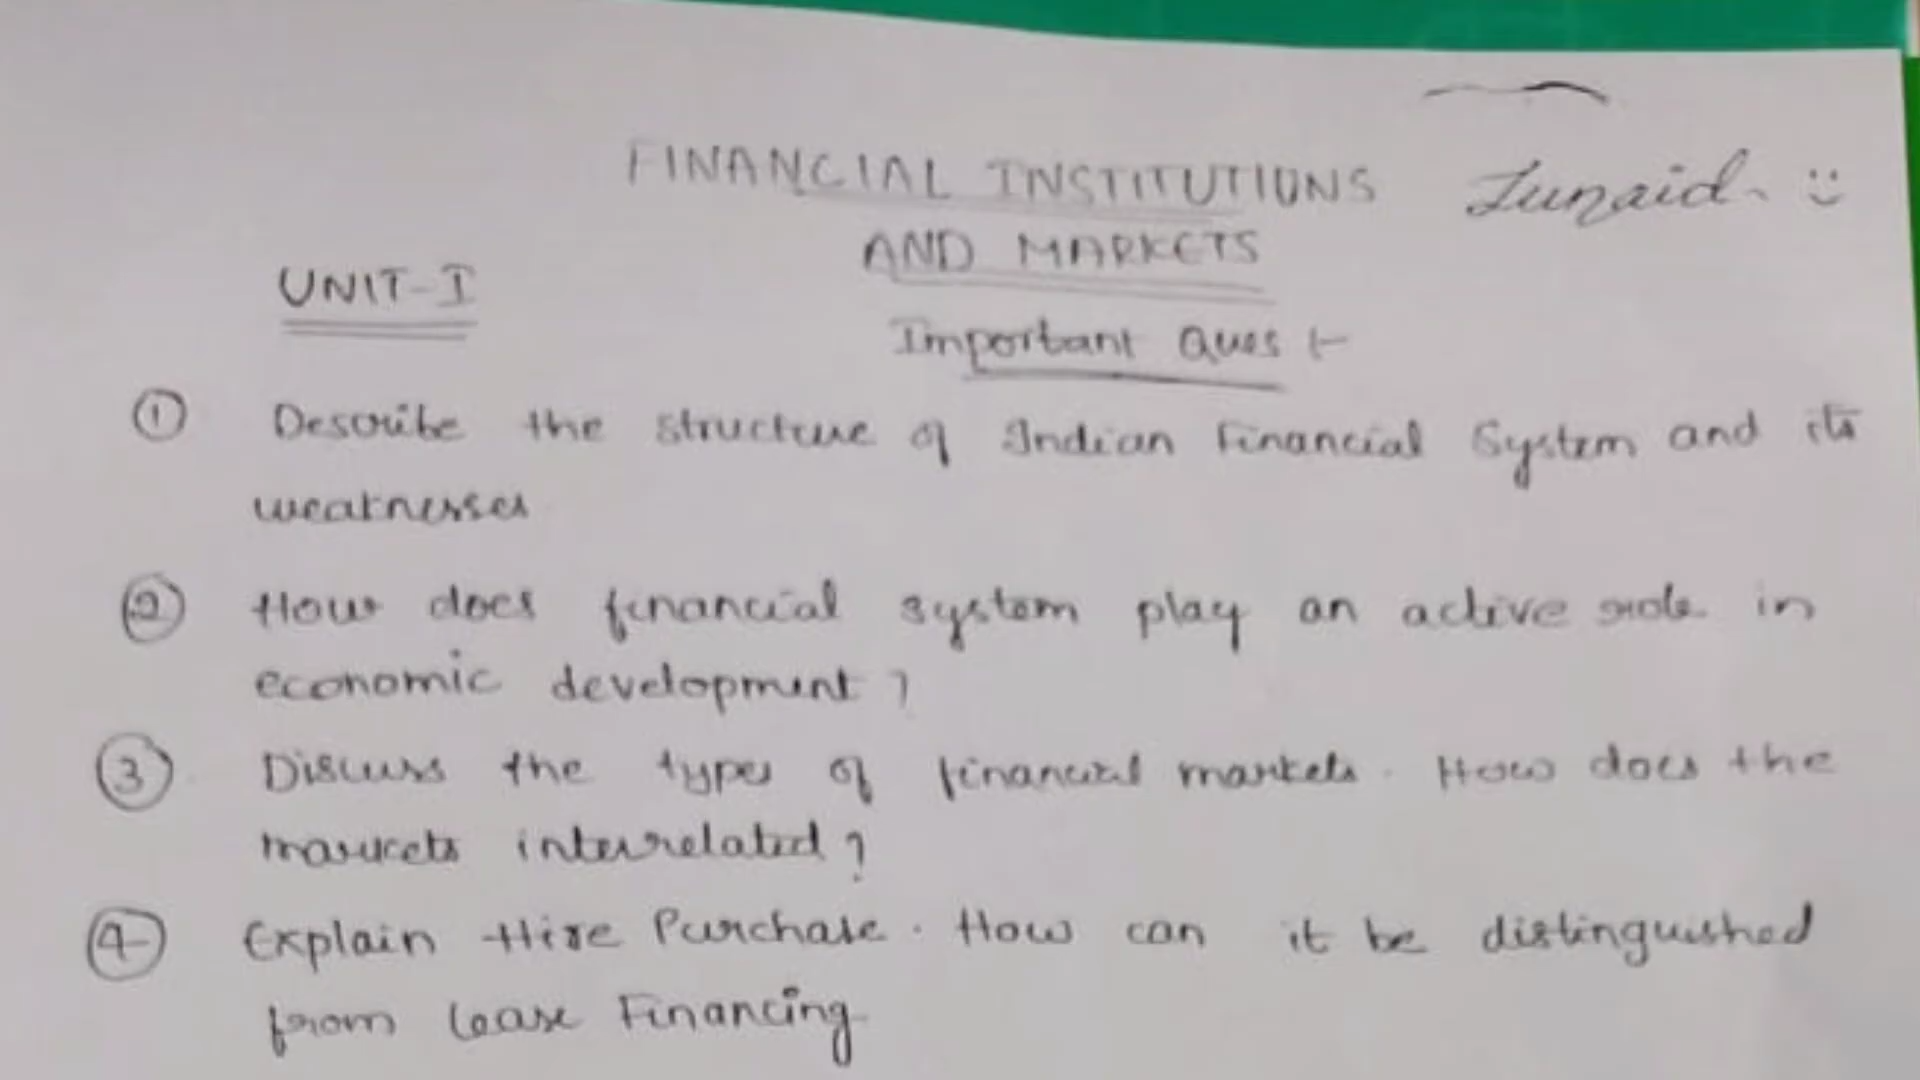 FINANCIAL INSTITUTIONS Junaid. :)
AND MARKETS
UNIT-I
Important Ques :-
① Describe the structure of Indian Financial System and its
weaknesses
② How does financial system play an active role in
economic development ?
③ Discuss the types of financial markets. How does the
markets interrelated ?
④ Explain Hire Purchase. How can it be distinguished
from Lease Financing